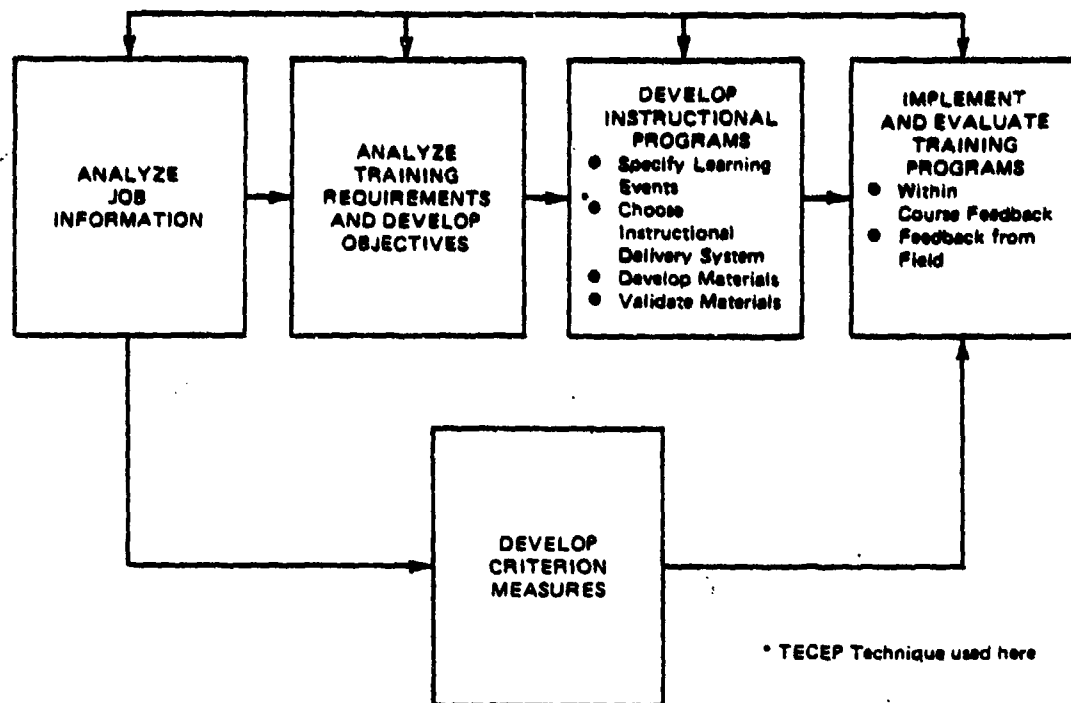 ANALYZE
JOB
INFORMATION
ANALYZE
TRAINING
REQUIREMENTS
AND DEVELOP
OBJECTIVES
DEVELOP
INSTRUCTIONAL
PROGRAMS
● Specify Learning
Events
* ● Choose
Instructional
Delivery System
● Develop Materials
● Validate Materials
IMPLEMENT
AND EVALUATE
TRAINING
PROGRAMS
● Within
Course Feedback
● Feedback from
Field
DEVELOP
CRITERION
MEASURES
* TECEP Technique used here